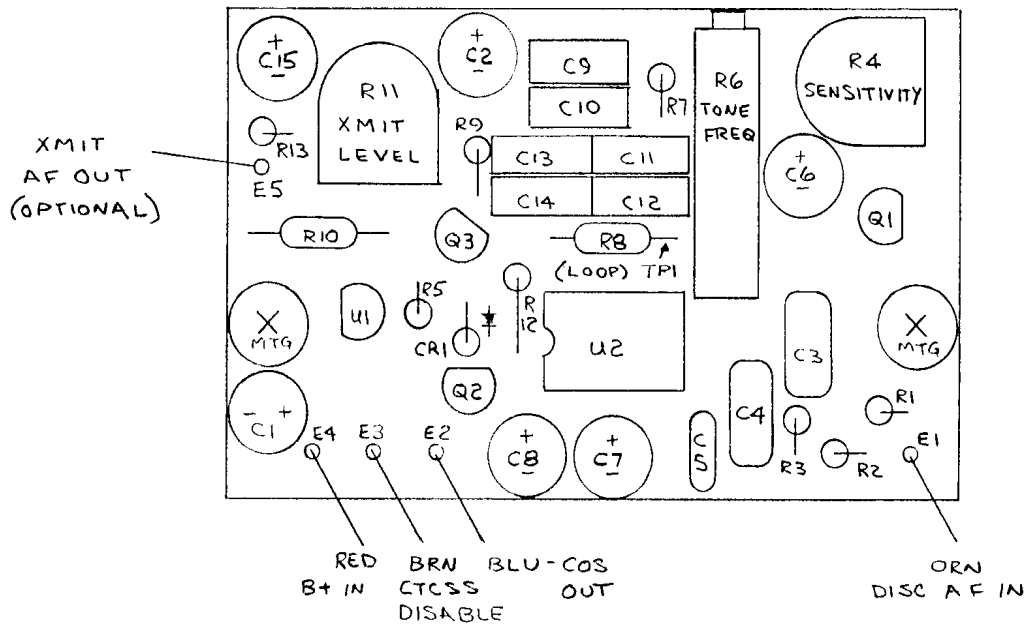 +
C15
-
R11
XMIT
LEVEL
+
C2
-
C9
C10
R7
R6
TONE
FREQ
R4
SENSITIVITY
R13
E5
XMIT
AF OUT
(OPTIONAL)
R9
C13
C11
C14
C12
+
C6
-
Q1
R10
Q3
R8
(LOOP) TP1
U1
R5
CR1
R
12
U2
C3
X
MTG
X
MTG
Q2
- +
C1
E4
E3
E2
+
C8
-
+
C7
-
C
5
C4
R3
R2
R1
E1
RED
B+ IN
BRN
CTCSS
DISABLE
BLU-COS
OUT
ORN
DISC AF IN